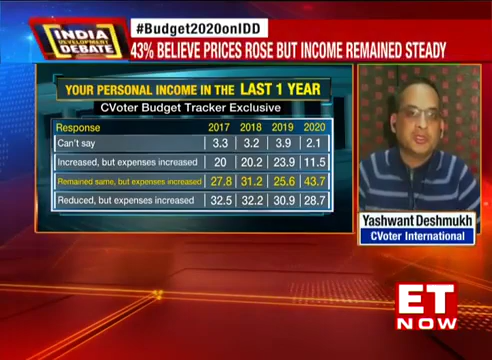 INDIA
DEVELOPMENT
DEBATE
#Budget2020onIDD
43% BELIEVE PRICES ROSE BUT INCOME REMAINED STEADY
YOUR PERSONAL INCOME IN THE LAST 1 YEAR
CVoter Budget Tracker Exclusive
Response 2017 2018 2019 2020
Can't say 3.3 3.2 3.9 2.1
Increased, but expenses increased 20 20.2 23.9 11.5
Remained same, but expenses increased 27.8 31.2 25.6 43.7
Reduced, but expenses increased 32.5 32.2 30.9 28.7
Yashwant Deshmukh
CVoter International
ET
NOW